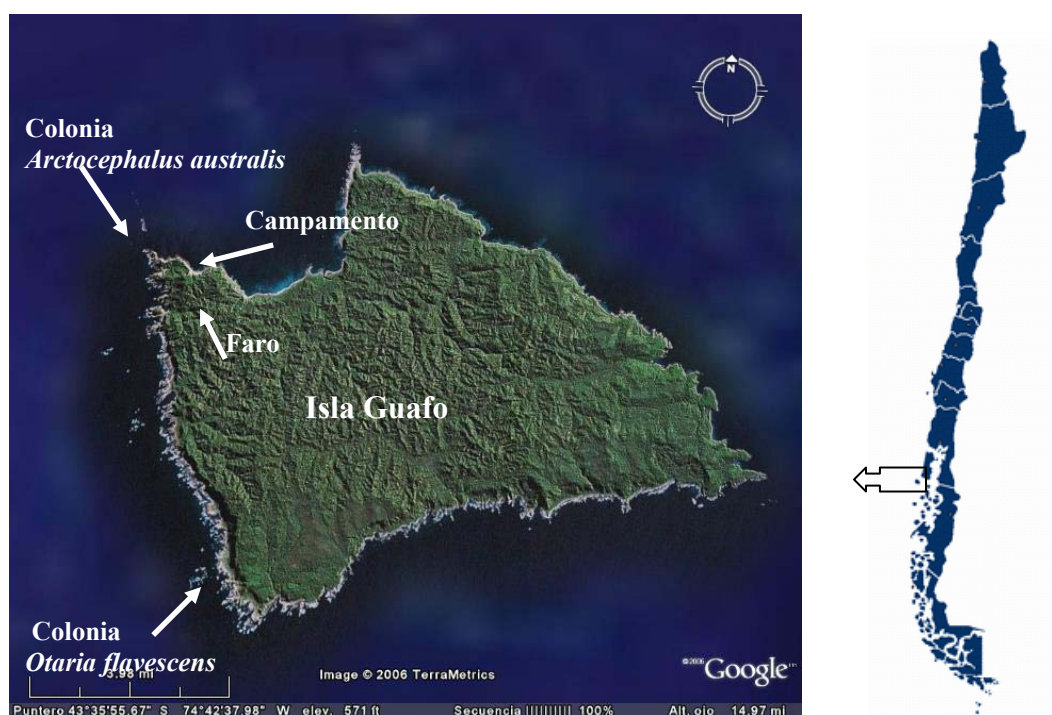 N
Colonia
Arctocephalus australis
Campamento
Faro
Isla Guafo
Colonia
Otaria flavescens
3.98 mi
Image © 2006 TerraMetrics
©2006 Google
Puntero 43°35'55.67" S 74°42'37.98" W elev. 571 ft Secuencia |||||||||| 100% Alt. ojo 14.97 mi